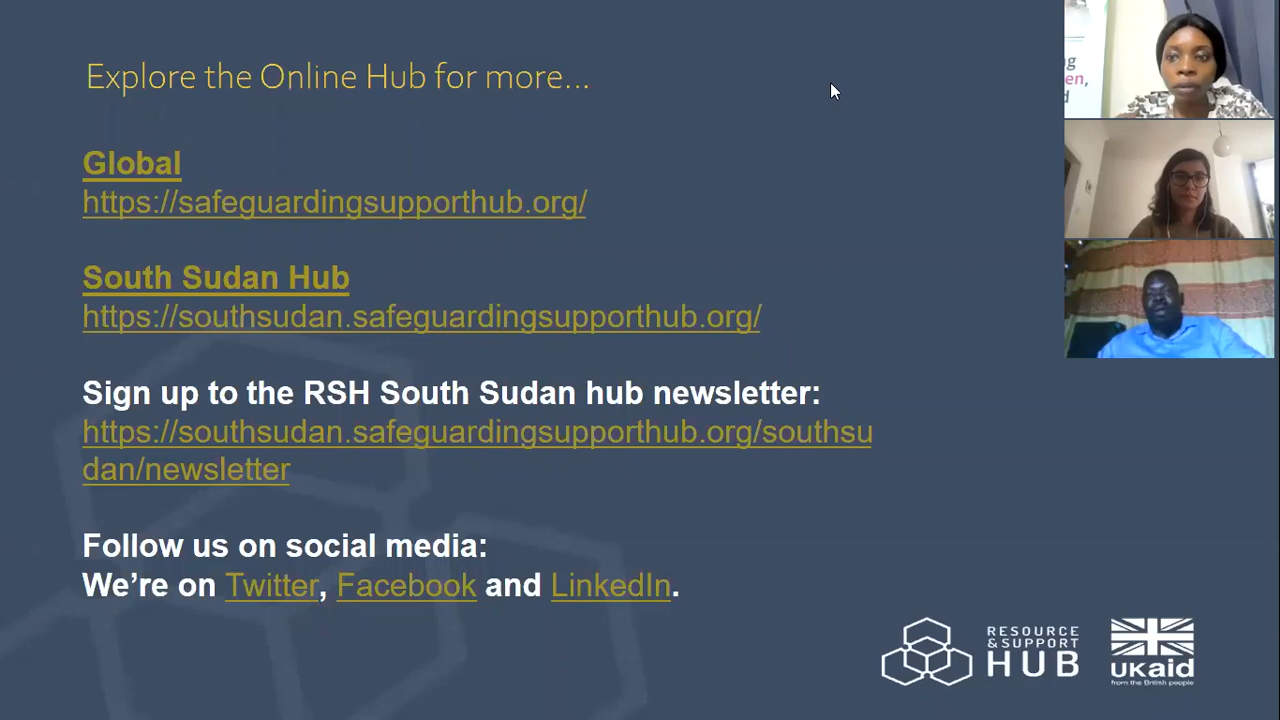 Explore the Online Hub for more...
Global
https://safeguardingsupporthub.org/
South Sudan Hub
https://southsudan.safeguardingsupporthub.org/
Sign up to the RSH South Sudan hub newsletter:
https://southsudan.safeguardingsupporthub.org/southsu
dan/newsletter
Follow us on social media:
We're on Twitter, Facebook and LinkedIn.
RESOURCE
& SUPPORT
HUB
UKaid
from the British people